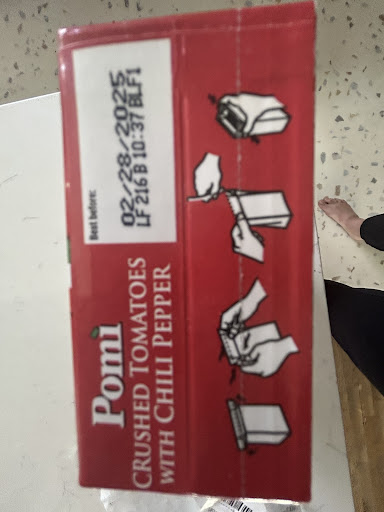 Pomì
CRUSHED TOMATOES
WITH CHILI PEPPER
Best before:
02/28/2025
LF 216 B 10:37 BLF1